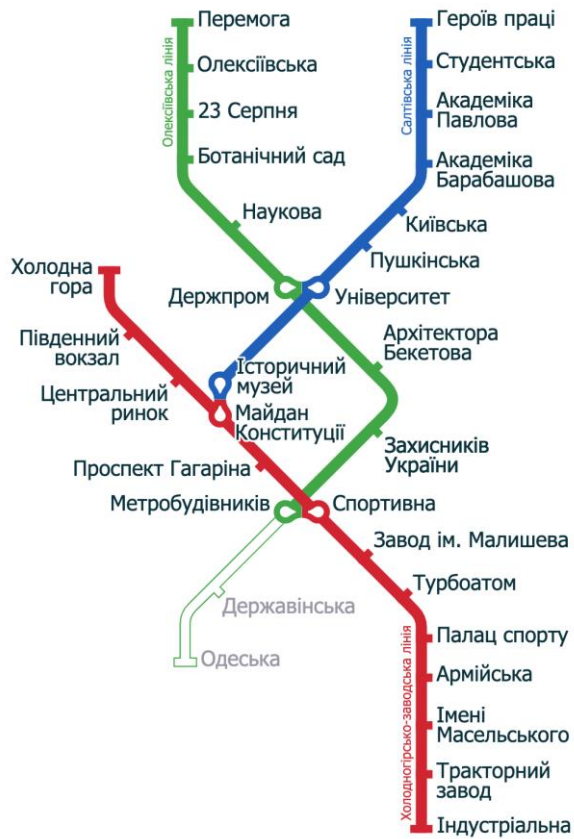 Перемога
Олексіївська
23 Серпня
Ботанічний сад
Наукова
Держпром
Олексіївська лінія
Героїв праці
Студентська
Академіка
Павлова
Академіка
Барабашова
Київська
Пушкінська
Університет
Салтівська лінія
Холодна
гора
Південний
вокзал
Центральний
ринок
Історичний
музей
Майдан
Конституції
Архітектора
Бекетова
Захисників
України
Проспект Гагаріна
Метробудівників
Спортивна
Завод ім. Малишева
Турбоатом
Державінська
Одеська
Палац спорту
Армійська
Імені
Масельського
Тракторний
завод
Індустріальна
Холодногірсько-заводська лінія